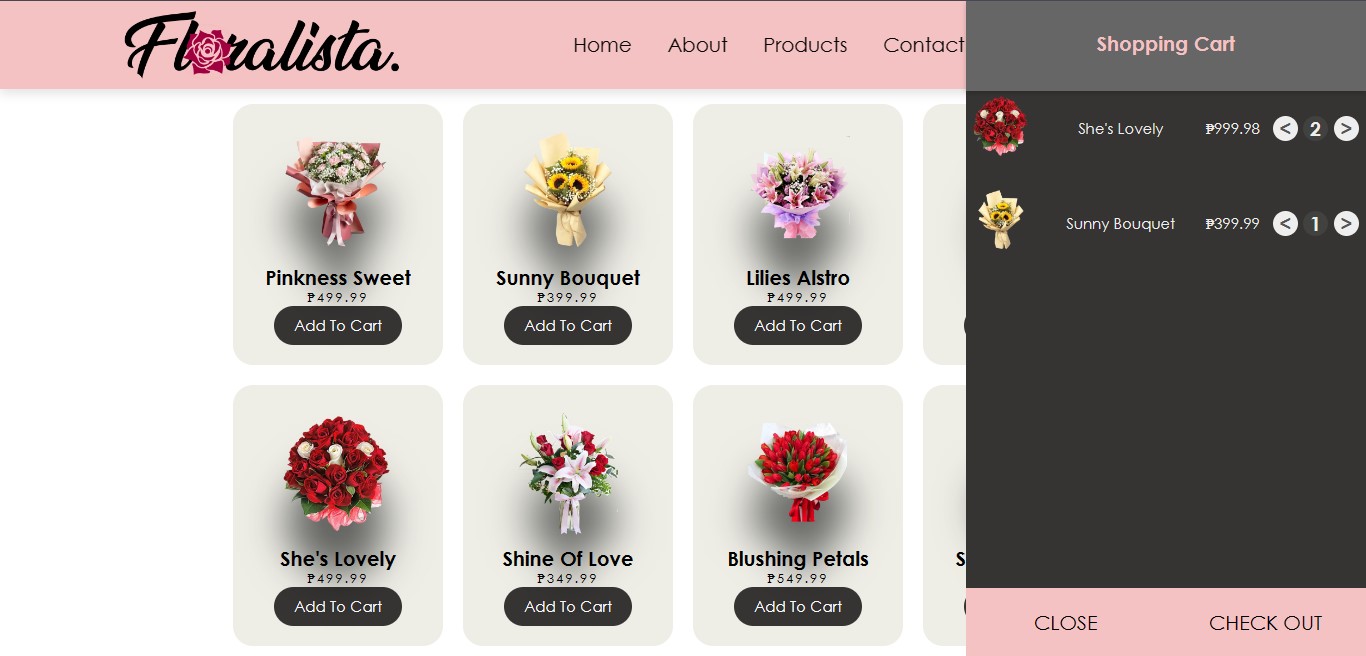 Floralista.
Home About Products Contact
Shopping Cart
She's Lovely ₱999.98 < 2 >
Sunny Bouquet ₱399.99 < 1 >
Pinkness Sweet
₱499.99
Add To Cart
Sunny Bouquet
₱399.99
Add To Cart
Lilies Alstro
₱499.99
Add To Cart
She's Lovely
₱499.99
Add To Cart
Shine Of Love
₱349.99
Add To Cart
Blushing Petals
₱549.99
Add To Cart
CLOSE CHECK OUT